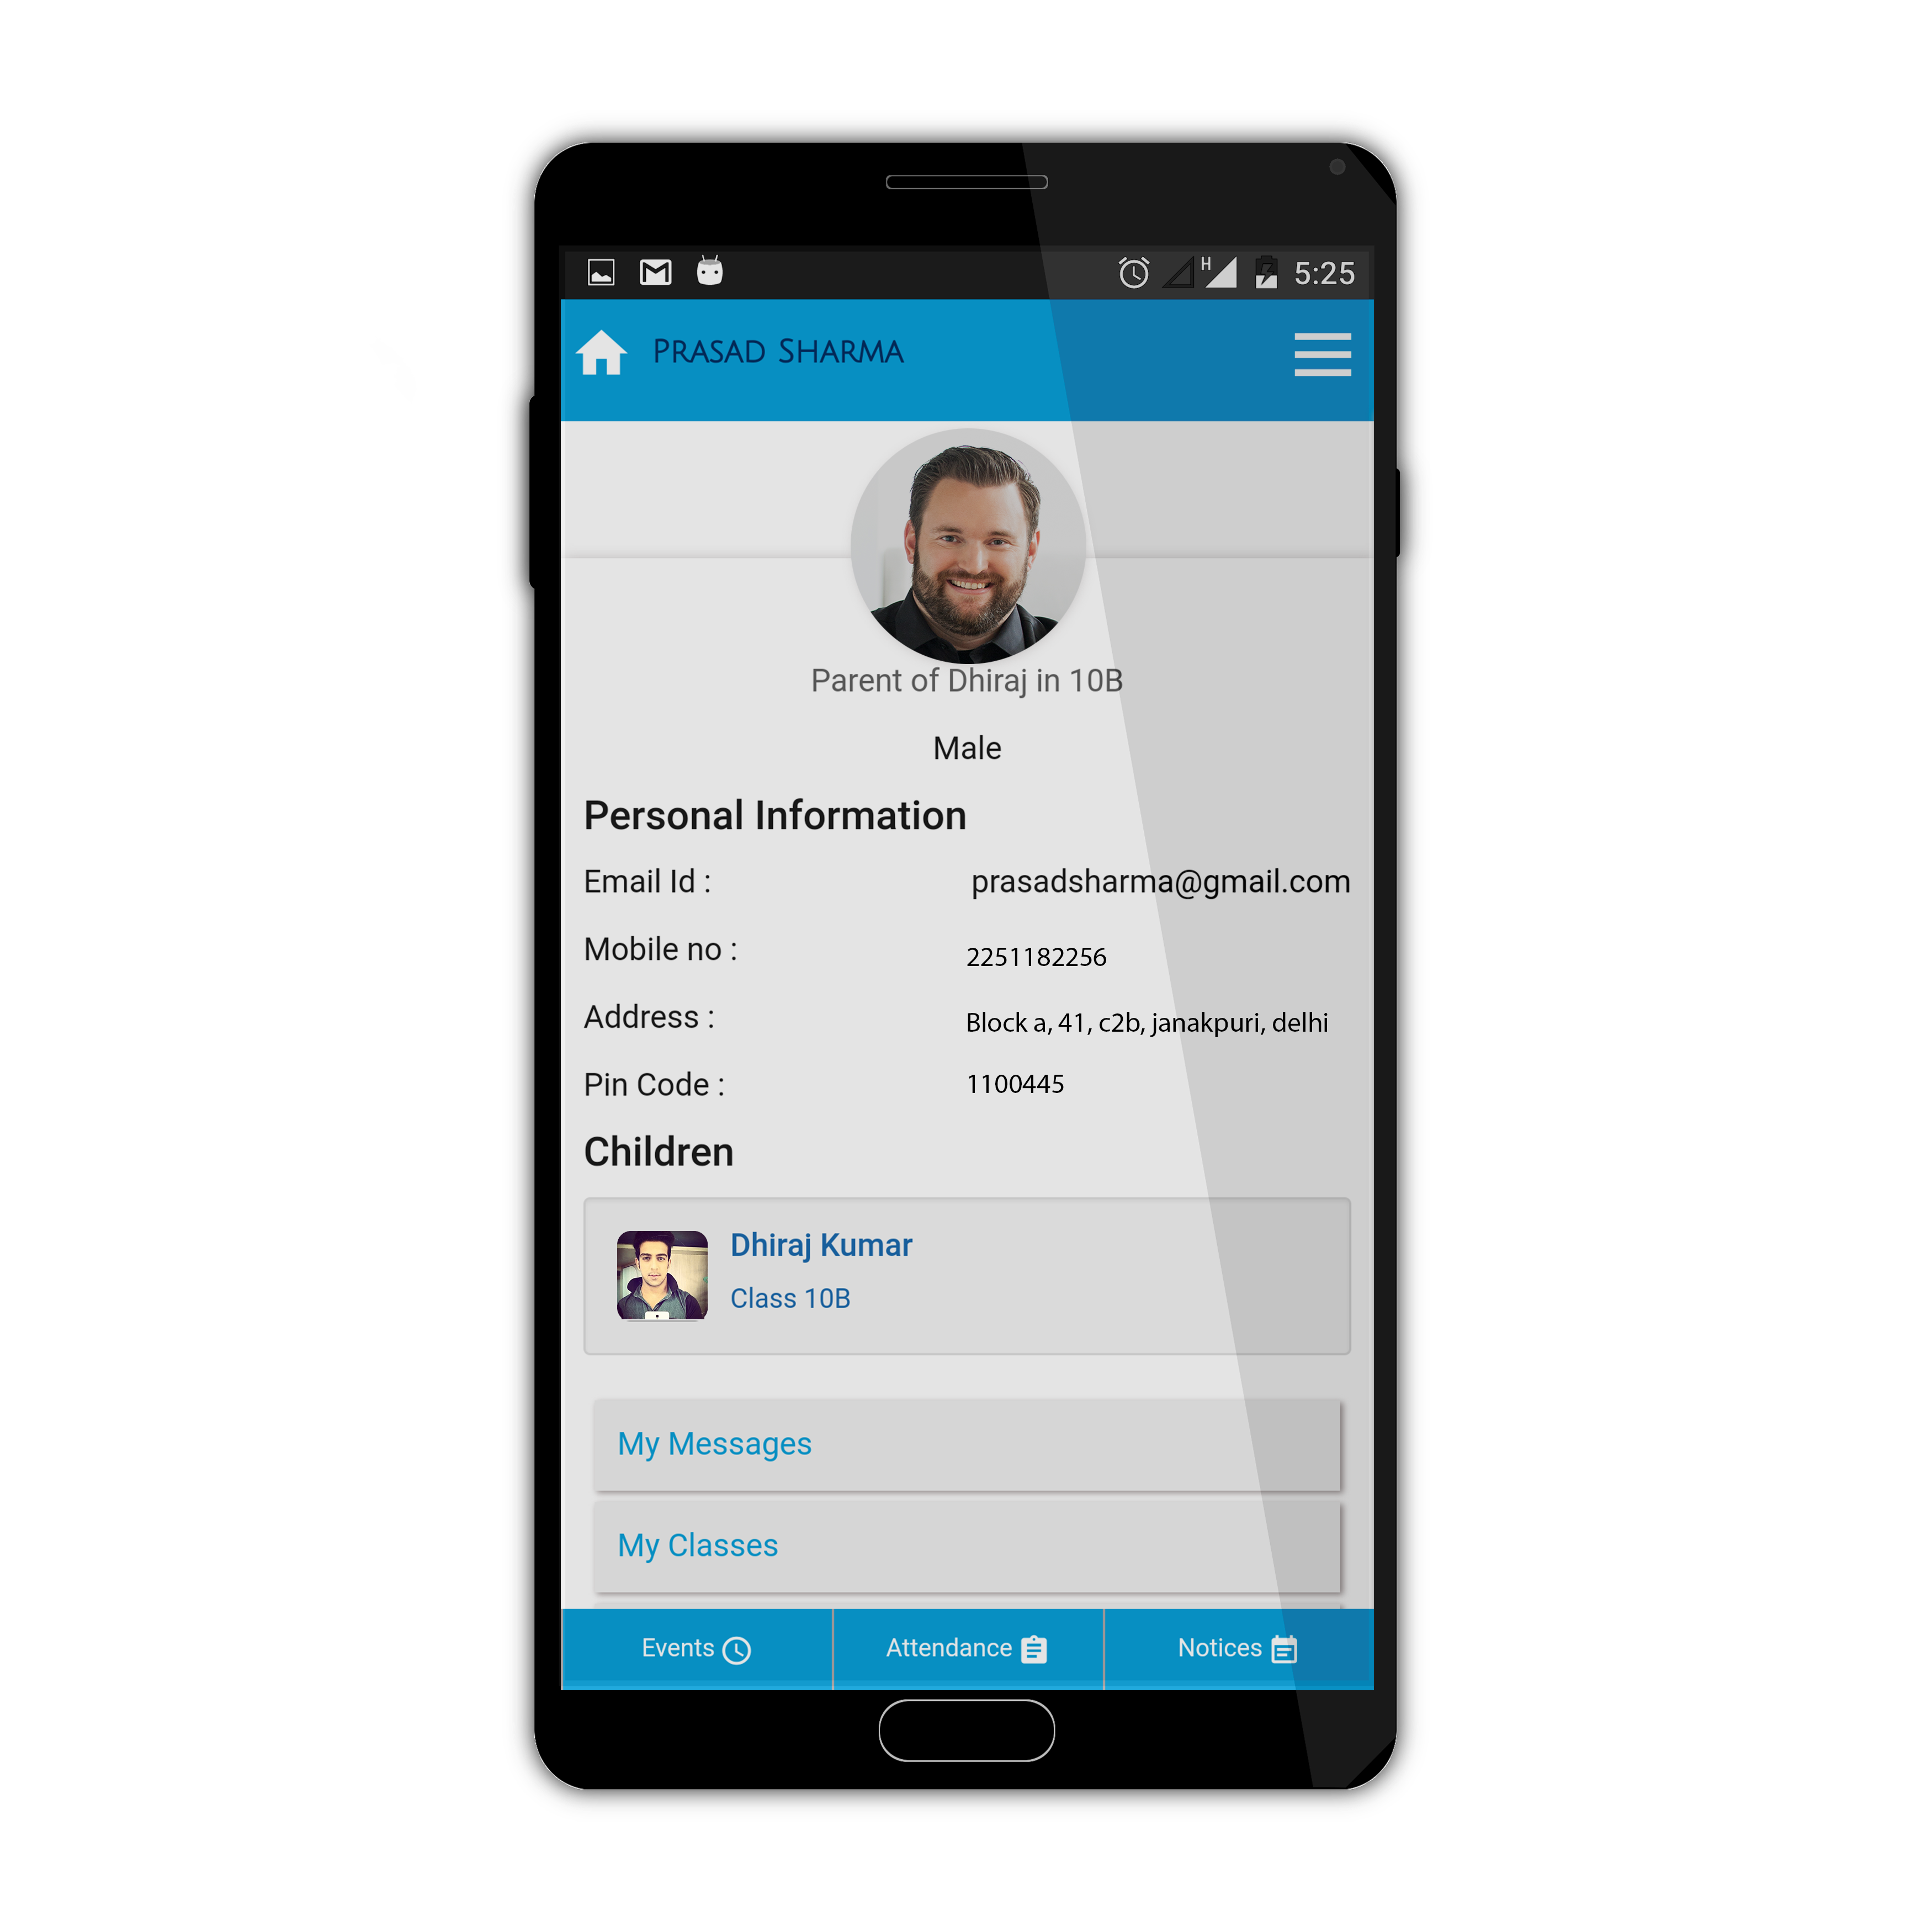 H 5:25
PRASAD SHARMA
Parent of Dhiraj in 10B
Male
Personal Information
Email Id : prasadsharma@gmail.com
Mobile no : 2251182256
Address : Block a, 41, c2b, janakpuri, delhi
Pin Code : 1100445
Children
Dhiraj Kumar
Class 10B
My Messages
My Classes
Events Attendance Notices